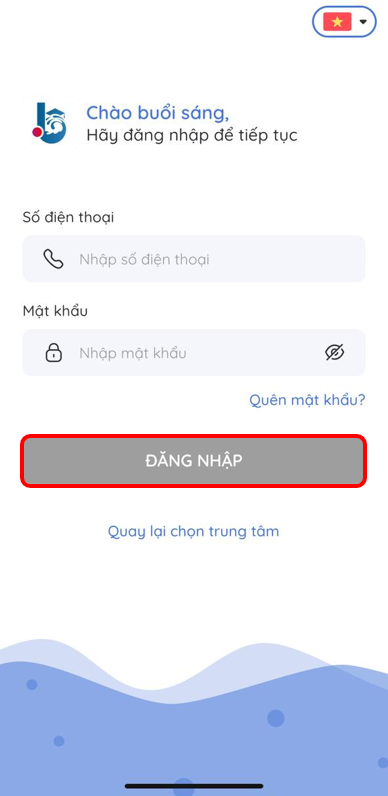 Chào buổi sáng,
Hãy đăng nhập để tiếp tục
Số điện thoại
Nhập số điện thoại
Mật khẩu
Nhập mật khẩu
Quên mật khẩu?
ĐĂNG NHẬP
Quay lại chọn trung tâm